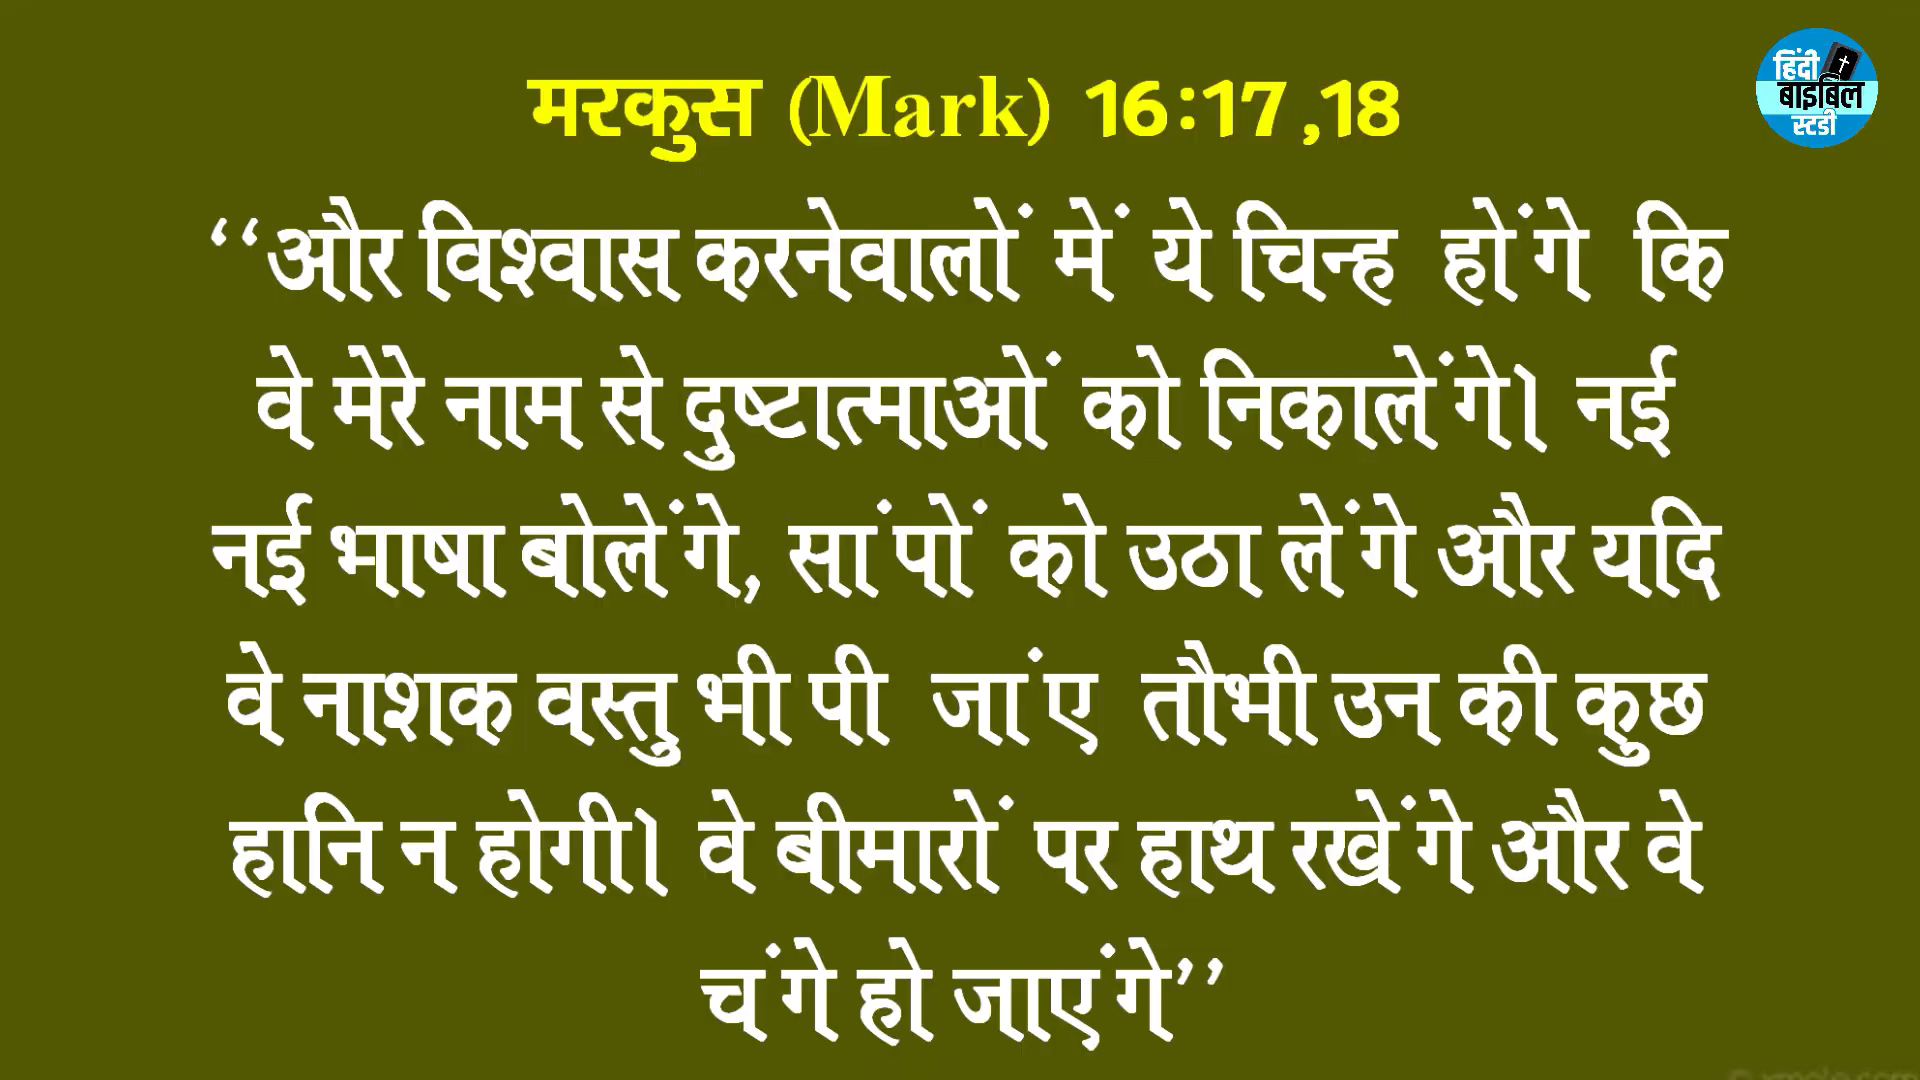 मरकुस (Mark) 16:17,18
हिंदी
बाइबिल
स्टडी
‘‘और विश्वास करनेवालों में ये चिन्ह होंगे कि
वे मेरे नाम से दुष्टात्माओं को निकालेंगे। नई
नई भाषा बोलेंगे, सांपों को उठा लेंगे और यदि
वे नाशक वस्तु भी पी जांए तौभी उन की कुछ
हानि न होगी। वे बीमारों पर हाथ रखेंगे और वे
चंगे हो जाएंगे’’